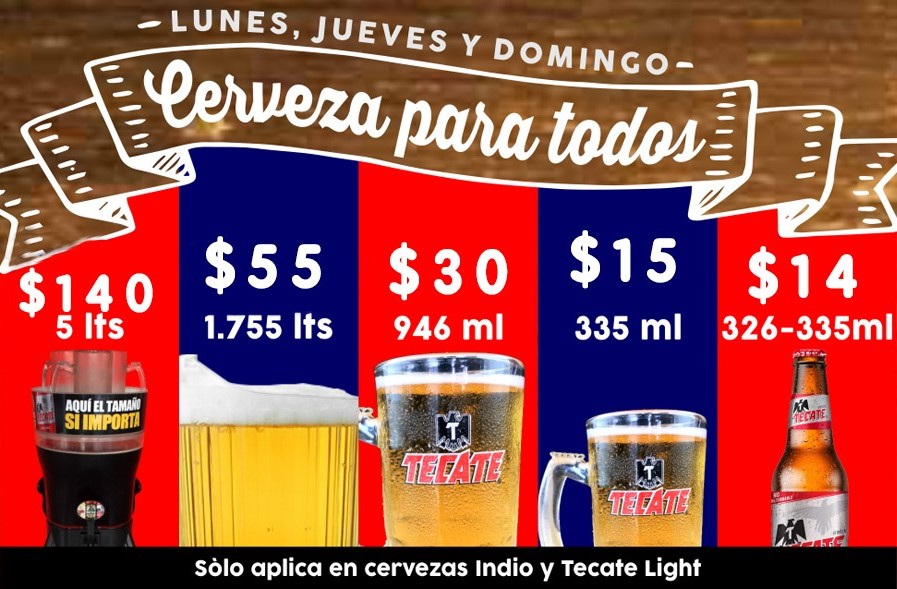 LUNES, JUEVES Y DOMINGO
Cerveza para todos
$140
5 lts
$55
1.755 lts
$30
946 ml
$15
335 ml
$14
326-335ml
AQUÍ EL TAMAÑO
SI IMPORTA
TECATE
TECATE
TECATE
TECATE
Sòlo aplica en cervezas Indio y Tecate Light